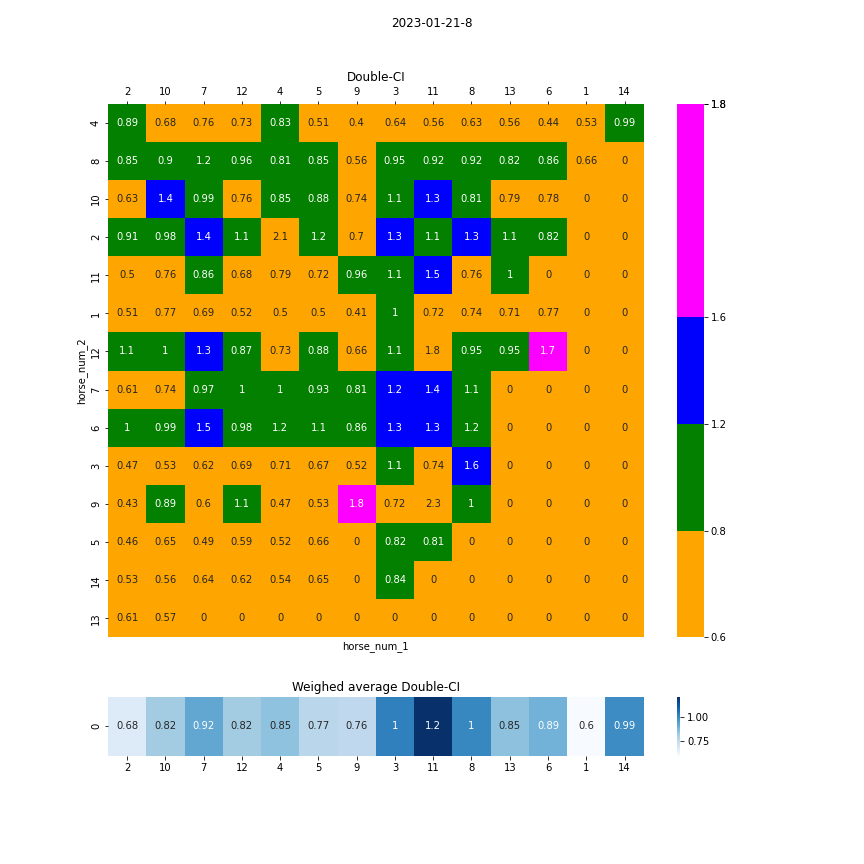 2023-01-21-8
Double-CI
2 10 7 12 4 5 9 3 11 8 13 6 1 14
4 0.89 0.68 0.76 0.73 0.83 0.51 0.4 0.64 0.56 0.63 0.56 0.44 0.53 0.99
8 0.85 0.9 1.2 0.96 0.81 0.85 0.56 0.95 0.92 0.92 0.82 0.86 0.66 0
10 0.63 1.4 0.99 0.76 0.85 0.88 0.74 1.1 1.3 0.81 0.79 0.78 0 0
2 0.91 0.98 1.4 1.1 2.1 1.2 0.7 1.3 1.1 1.3 1.1 0.82 0 0
11 0.5 0.76 0.86 0.68 0.79 0.72 0.96 1.1 1.5 0.76 1 0 0 0
1 0.51 0.77 0.69 0.52 0.5 0.5 0.41 1 0.72 0.74 0.71 0.77 0 0
12 1.1 1 1.3 0.87 0.73 0.88 0.66 1.1 1.8 0.95 0.95 1.7 0 0
7 0.61 0.74 0.97 1 1 0.93 0.81 1.2 1.4 1.1 0 0 0 0
6 1 0.99 1.5 0.98 1.2 1.1 0.86 1.3 1.3 1.2 0 0 0 0
3 0.47 0.53 0.62 0.69 0.71 0.67 0.52 1.1 0.74 1.6 0 0 0 0
9 0.43 0.89 0.6 1.1 0.47 0.53 1.8 0.72 2.3 1 0 0 0 0
5 0.46 0.65 0.49 0.59 0.52 0.66 0 0.82 0.81 0 0 0 0 0
14 0.53 0.56 0.64 0.62 0.54 0.65 0 0.84 0 0 0 0 0 0
13 0.61 0.57 0 0 0 0 0 0 0 0 0 0 0 0
horse_num_2
horse_num_1
1.8
1.6
1.2
0.8
0.6
Weighed average Double-CI
0 0.68 0.82 0.92 0.82 0.85 0.77 0.76 1 1.2 1 0.85 0.89 0.6 0.99
2 10 7 12 4 5 9 3 11 8 13 6 1 14
1.00
0.75